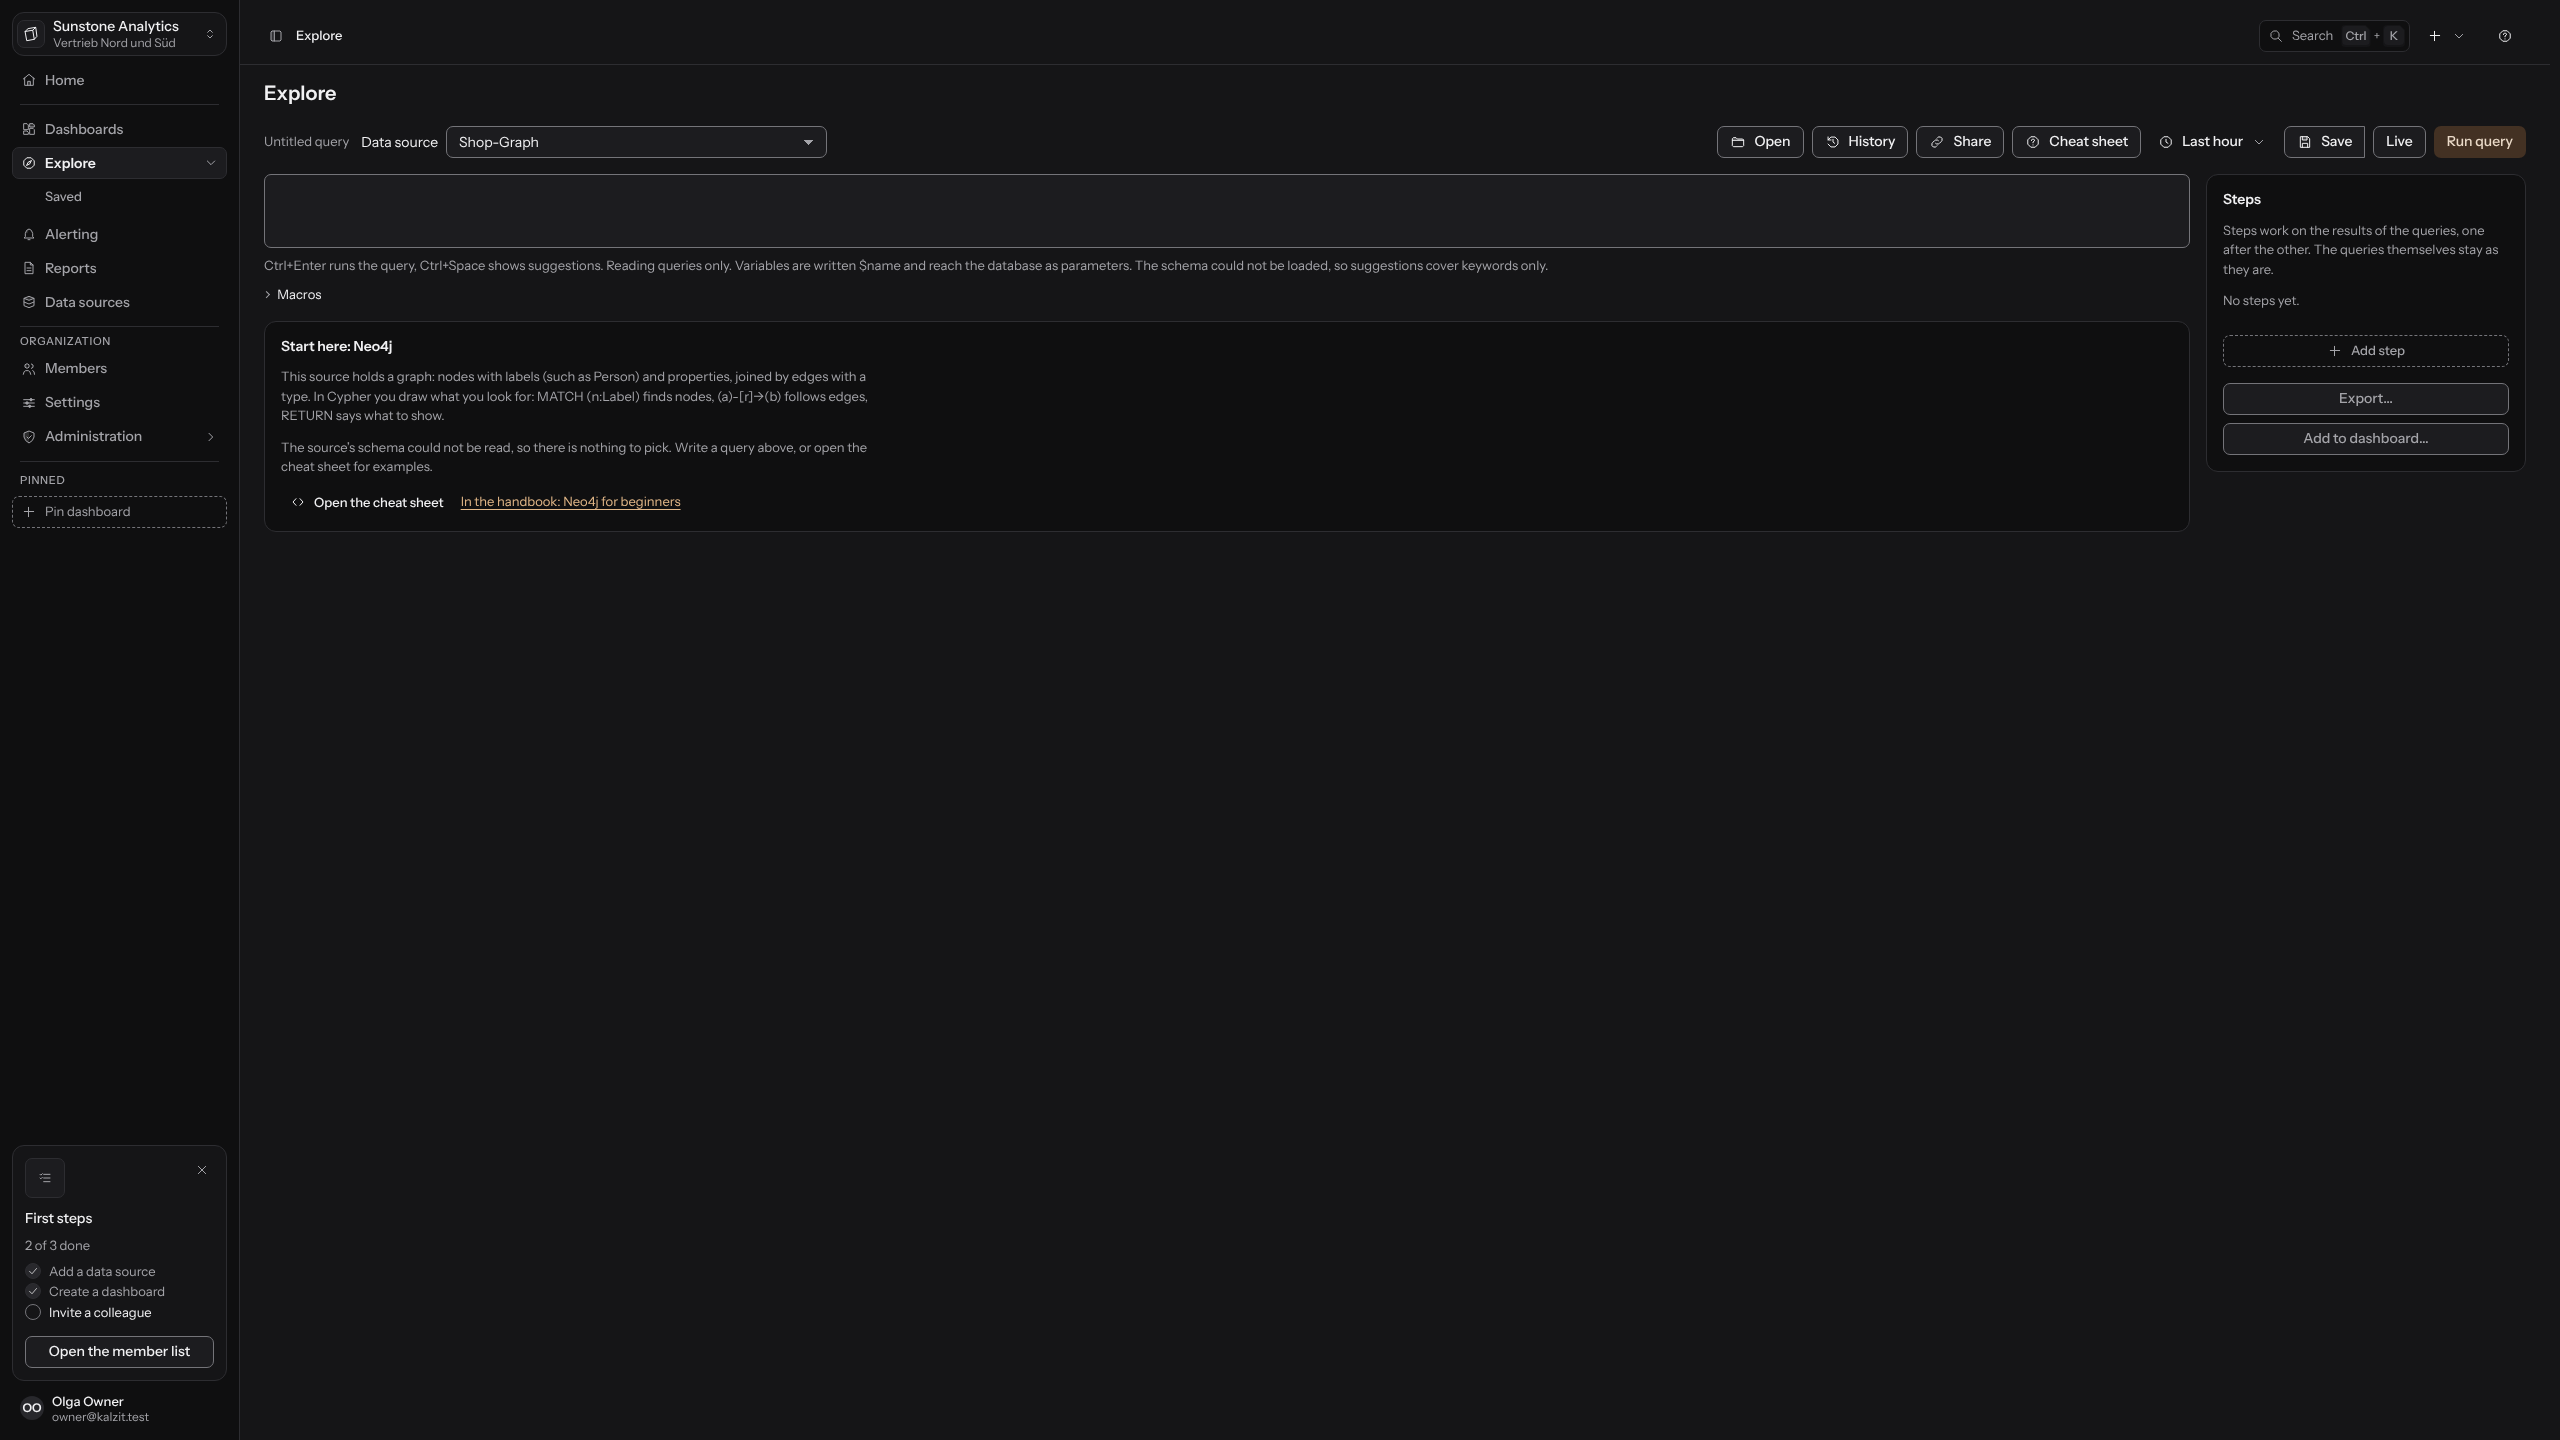 Sunstone Analytics
Vertrieb Nord und Süd
Home
Dashboards
Explore
Saved
Alerting
Reports
Data sources
ORGANIZATION
Members
Settings
Administration
PINNED
Pin dashboard
First steps
2 of 3 done
Add a data source
Create a dashboard
Invite a colleague
Open the member list
OO
Olga Owner
owner@kalzit.test
Explore
Search Ctrl + K
Explore
Untitled query Data source Shop-Graph
Open History Share Cheat sheet Last hour Save Live Run query
Ctrl+Enter runs the query, Ctrl+Space shows suggestions. Reading queries only. Variables are written $name and reach the database as parameters. The schema could not be loaded, so suggestions cover keywords only.
Macros
Start here: Neo4j
This source holds a graph: nodes with labels (such as Person) and properties, joined by edges with a
type. In Cypher you draw what you look for: MATCH (n:Label) finds nodes, (a)-[r]->(b) follows edges,
RETURN says what to show.
The source's schema could not be read, so there is nothing to pick. Write a query above, or open the
cheat sheet for examples.
Open the cheat sheet In the handbook: Neo4j for beginners
Steps
Steps work on the results of the queries, one
after the other. The queries themselves stay as
they are.
No steps yet.
Add step
Export...
Add to dashboard...